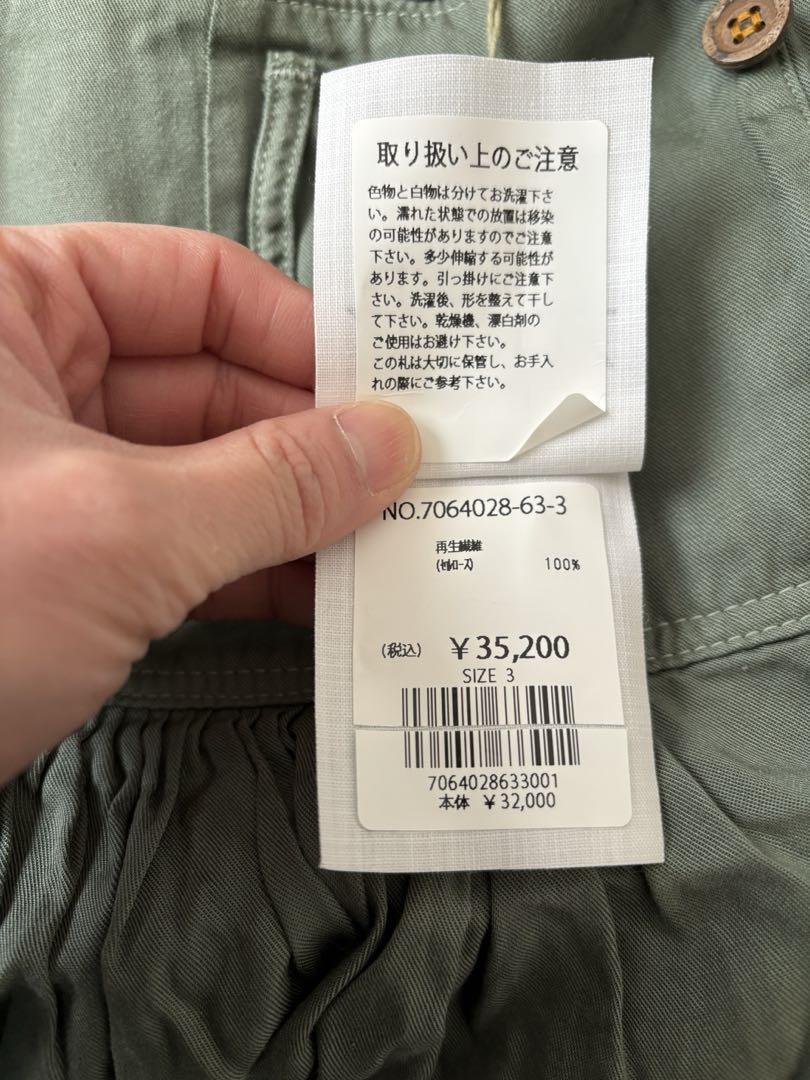 取り扱い上のご注意
色物と白物は分けてお洗濯下さ
い。濡れた状態での放置は移染
の可能性がありますのでご注意
下さい。多少伸縮する可能性が
あります。引っ掛けにご注意下
さい。洗濯後、形を整えて干し
て下さい。乾燥機、漂白剤の
ご使用はお避け下さい。
この札は大切に保管し、お手入
れの際にご参考下さい。
NO.7064028-63-3
再生繊維
(セルロース) 100%
(税込) ¥35,200
SIZE 3
7064028633001
本体 ¥32,000